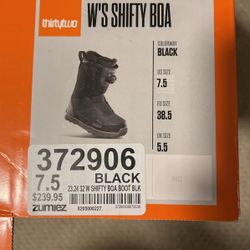 thirtytwo
W'S SHIFTY BOA
COLORWAY
BLACK
US SIZE
7.5
EU SIZE
38.5
UK SIZE
5.5
372906
7.5 BLACK
$239.95 23.24 32 W SHIFTY BOA BOOT BLK
zumiez